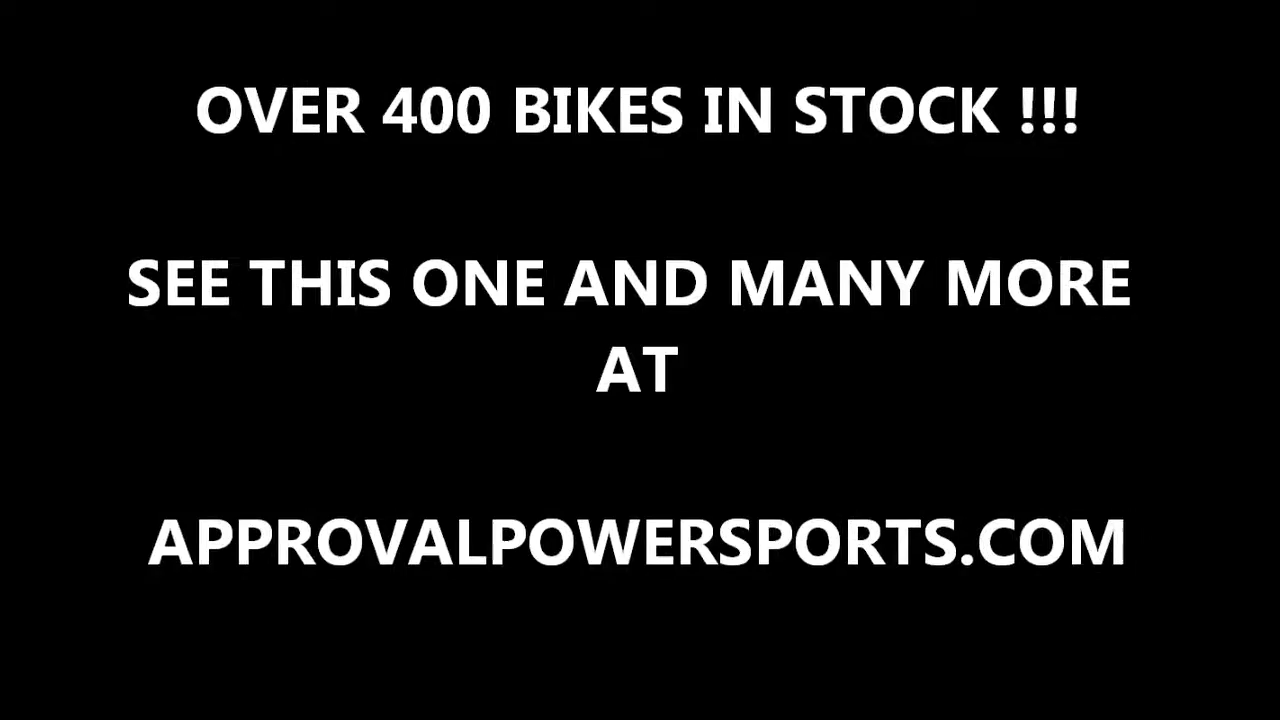 OVER 400 BIKES IN STOCK !!!
SEE THIS ONE AND MANY MORE
AT
APPROVALPOWERSPORTS.COM